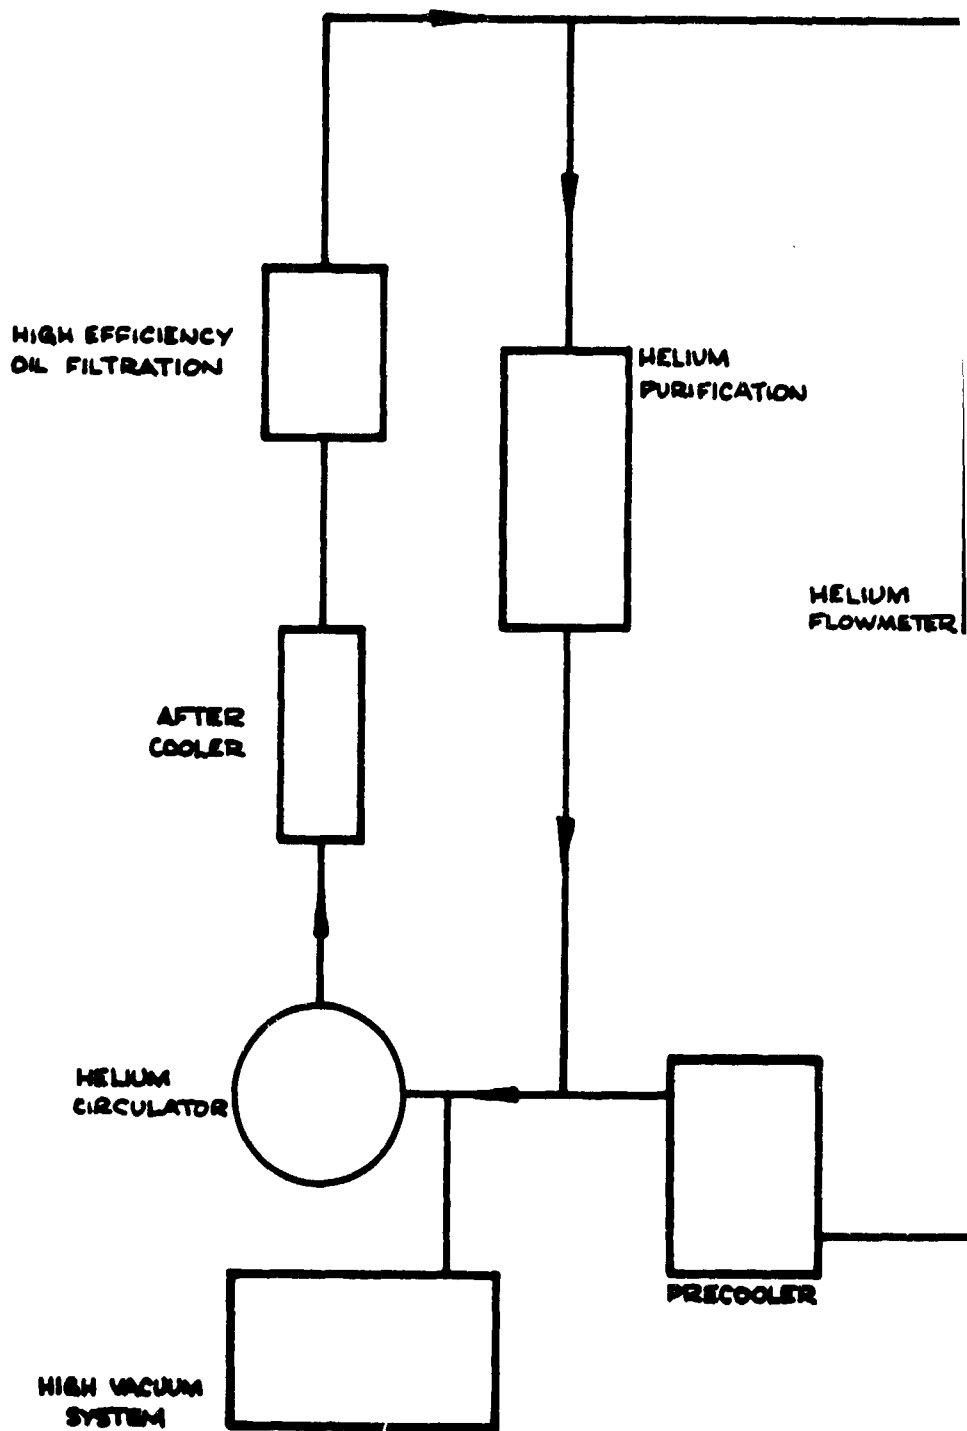 HIGH EFFICIENCY
OIL FILTRATION
HELIUM
PURIFICATION
HELIUM
FLOWMETER
AFTER
COOLER
HELIUM
CIRCULATOR
PRECOOLER
HIGH VACUUM
SYSTEM